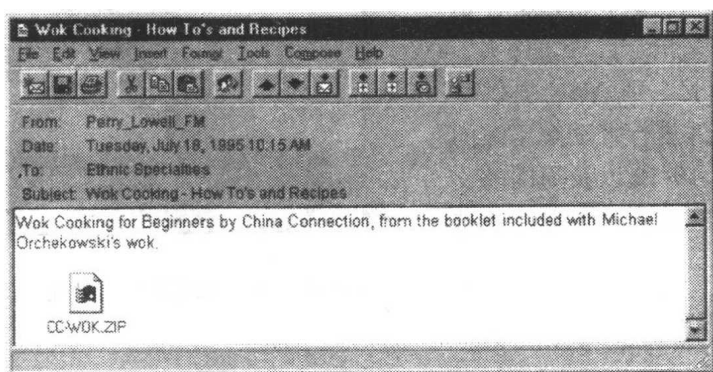 Wok Cooking - How To's and Recipes
File Edit View Insert Format Tools Compose Help
From: Perry_Lowell_FM
Date: Tuesday, July 18, 1995 10:15 AM
To: Ethnic Specialties
Subject: Wok Cooking - How To's and Recipes
Wok Cooking for Beginners by China Connection, from the booklet included with Michael
Orchekowski's wok.
CC-WOK.ZIP